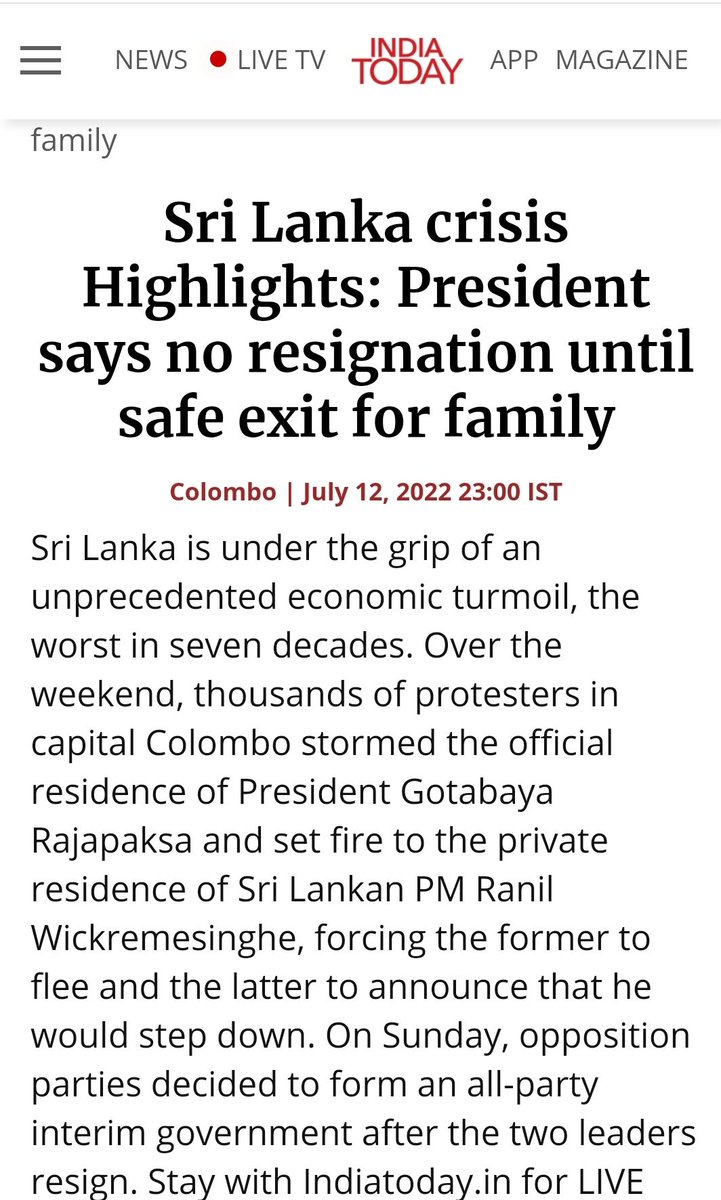 NEWS LIVE TV INDIA TODAY APP MAGAZINE
family
Sri Lanka crisis
Highlights: President
says no resignation until
safe exit for family
Colombo | July 12, 2022 23:00 IST
Sri Lanka is under the grip of an
unprecedented economic turmoil, the
worst in seven decades. Over the
weekend, thousands of protesters in
capital Colombo stormed the official
residence of President Gotabaya
Rajapaksa and set fire to the private
residence of Sri Lankan PM Ranil
Wickremesinghe, forcing the former to
flee and the latter to announce that he
would step down. On Sunday, opposition
parties decided to form an all-party
interim government after the two leaders
resign. Stay with Indiatoday.in for LIVE